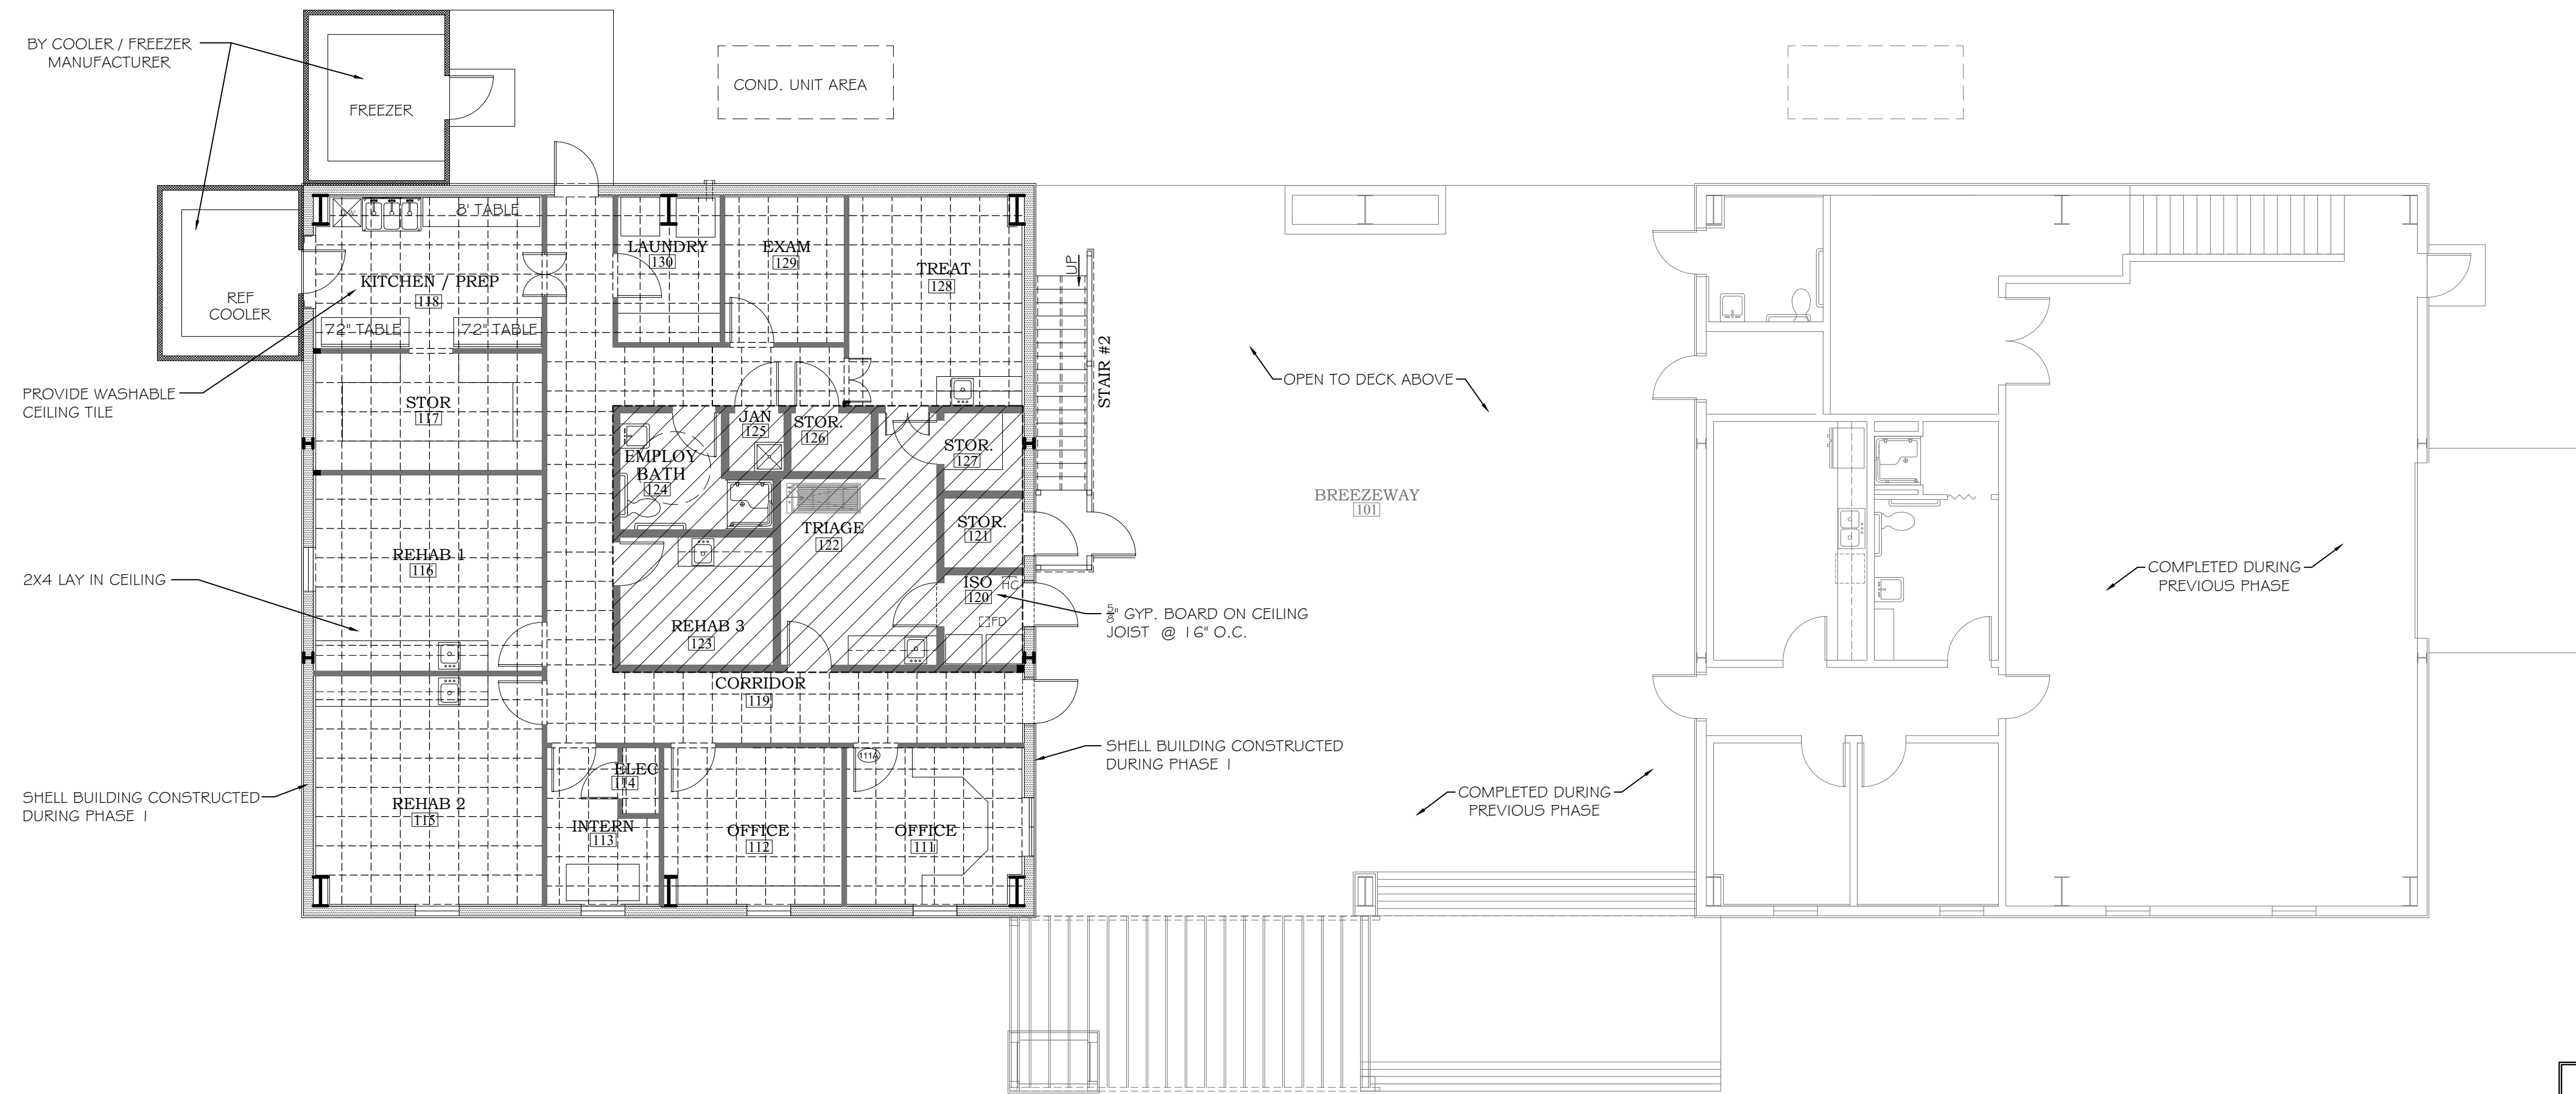 BY COOLER / FREEZER
MANUFACTURER
FREEZER
COND. UNIT AREA
8' TABLE
LAUNDRY
130
EXAM
129
TREAT
128
KITCHEN / PREP
118
REF
COOLER
72" TABLE
72" TABLE
UP
STAIR #2
PROVIDE WASHABLE
CEILING TILE
STOR
117
OPEN TO DECK ABOVE
JAN
125
STOR.
126
STOR.
127
EMPLOY
BATH
124
BREEZEWAY
101
STOR.
121
TRIAGE
122
REHAB 1
116
2X4 LAY IN CEILING
ISO
120
HC
FD
5/8" GYP. BOARD ON CEILING
JOIST @ 16" O.C.
COMPLETED DURING
PREVIOUS PHASE
REHAB 3
123
CORRIDOR
119
SHELL BUILDING CONSTRUCTED
DURING PHASE 1
111A
ELEC
114
SHELL BUILDING CONSTRUCTED
DURING PHASE 1
REHAB 2
115
INTERN
113
OFFICE
112
OFFICE
111
COMPLETED DURING
PREVIOUS PHASE